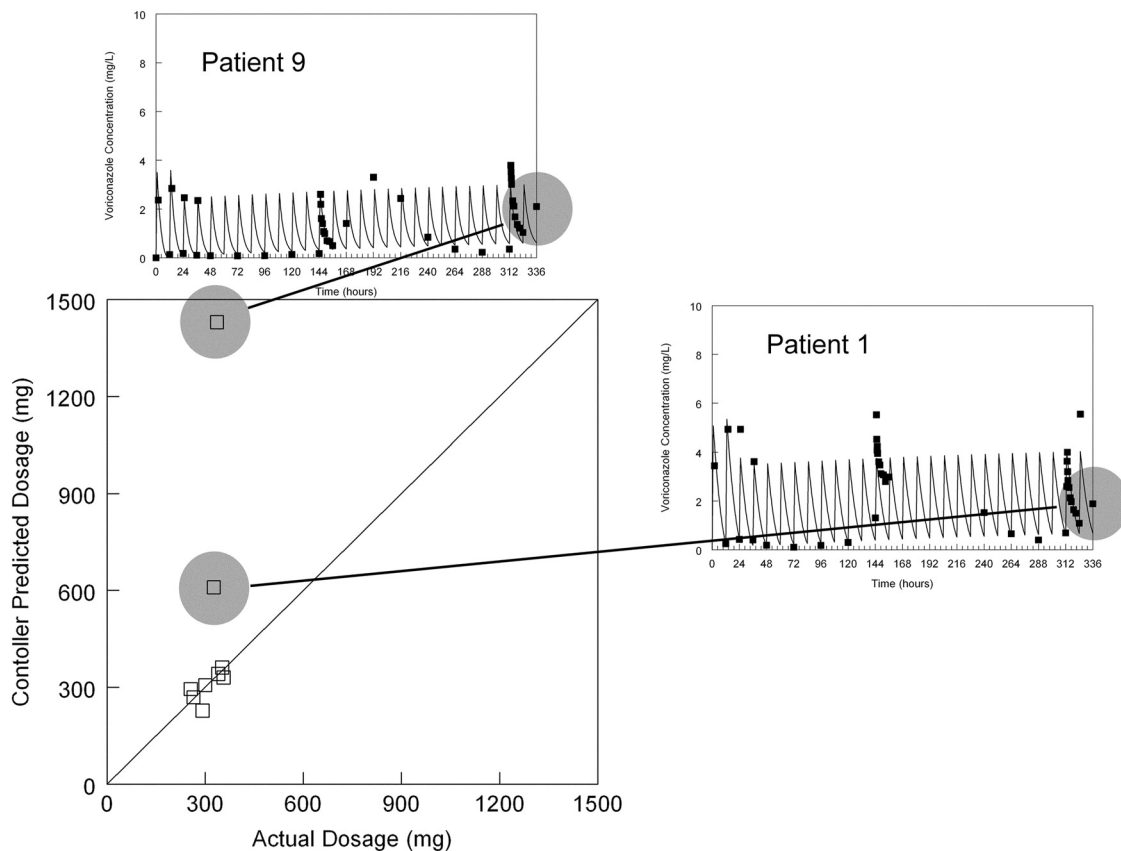 10
8
6
4
2
0
Voriconazole Concentration (mg/L)
Patient 9
0 24 48 72 96 120 144 168 192 216 240 264 288 312 336
Time (hours)
1500
1200
900
600
300
0
Contoller Predicted Dosage (mg)
0 300 600 900 1200 1500
Actual Dosage (mg)
10
8
6
4
2
0
Voriconazole Concentration (mg/L)
Patient 1
0 24 48 72 96 120 144 168 192 216 240 264 288 312 336
Time (hours)